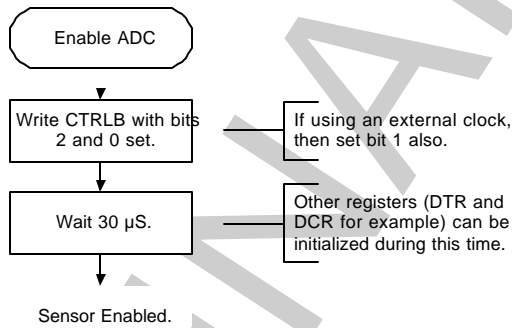 Enable ADC
Write CTRLB with bits
2 and 0 set.
If using an external clock,
then set bit 1 also.
Wait 30 µS.
Other registers (DTR and
DCR for example) can be
initialized during this time.
Sensor Enabled.